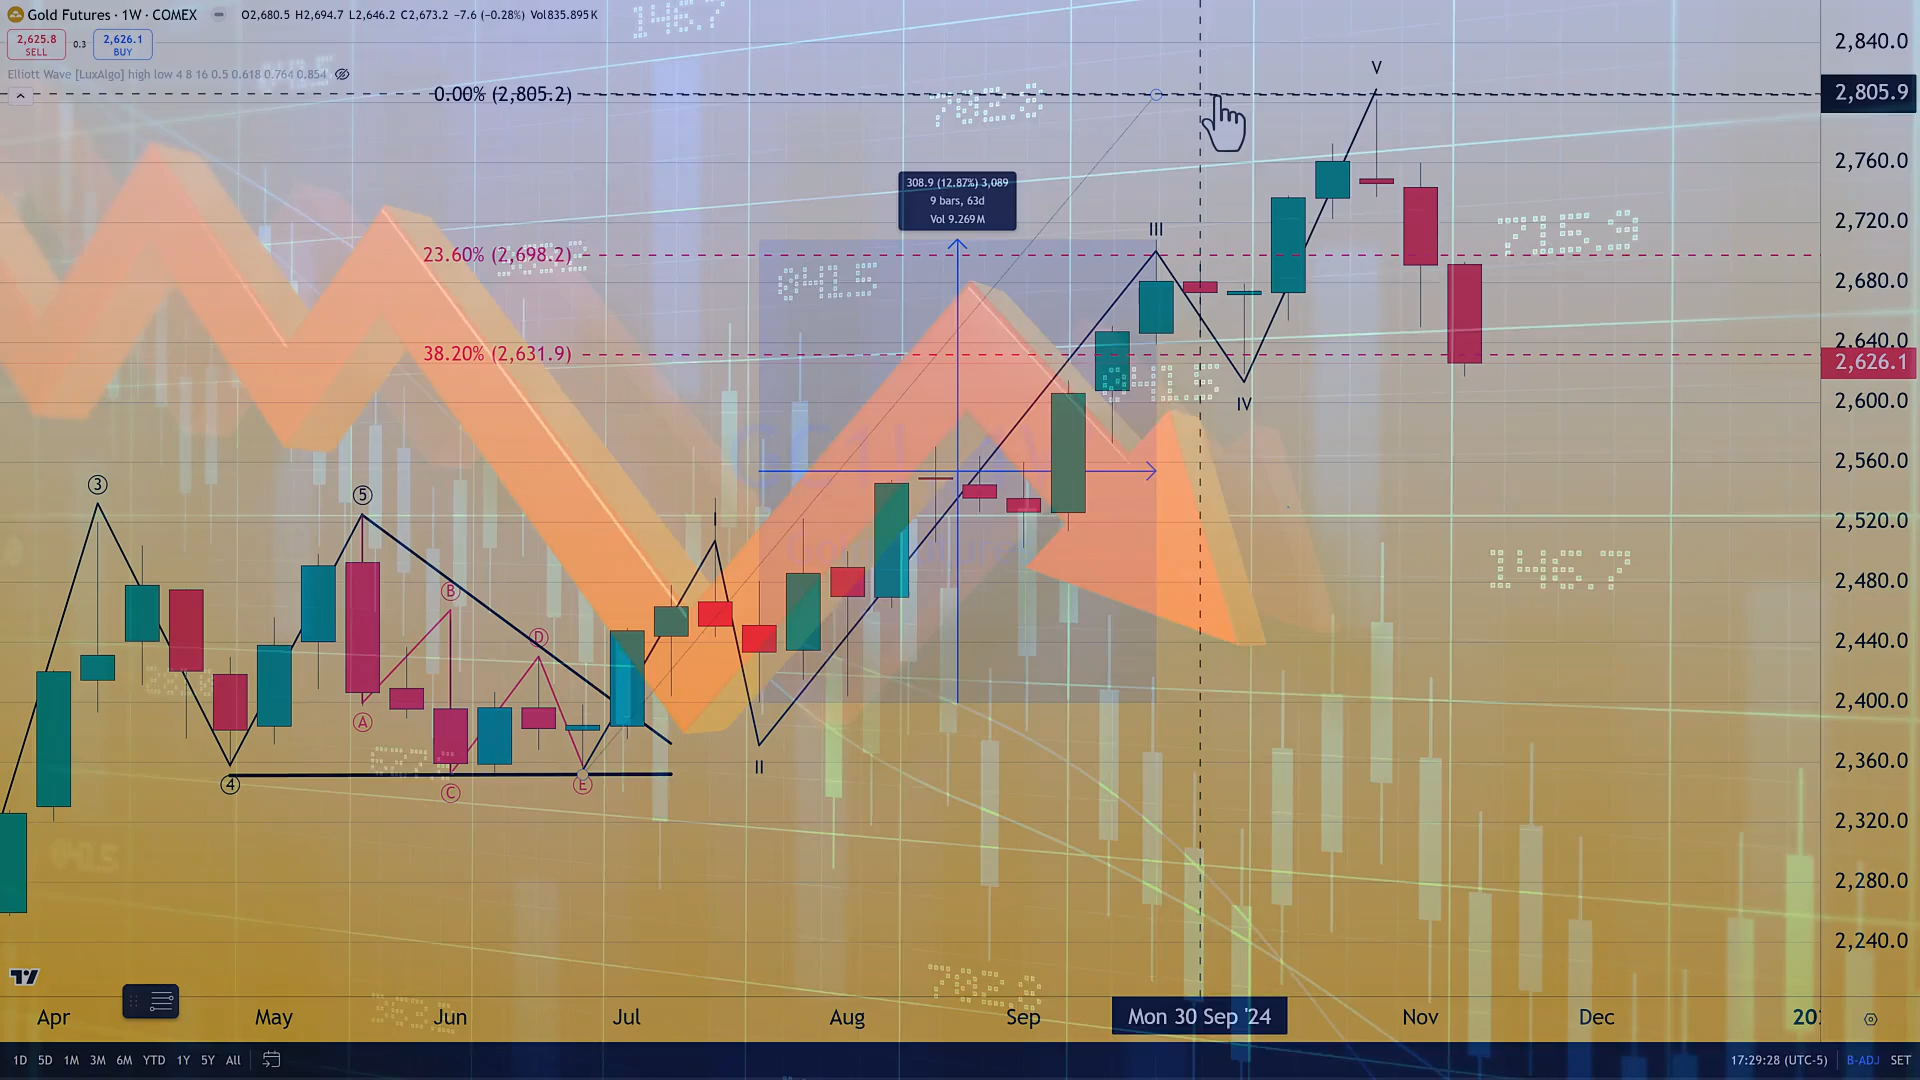 Gold Futures · 1W · COMEX O2,680.5 H2,694.7 L2,646.2 C2,673.2 −7.6 (−0.28%) Vol835.895K
2,625.8
SELL
0.3
2,626.1
BUY
Elliott Wave [LuxAlgo] high low 4 8 16 0.5 0.618 0.764 0.854
0.00% (2,805.2)
23.60% (2,698.2)
38.20% (2,631.9)
308.9 (12.87%) 3,089
9 bars, 63d
Vol 9.269M
3
4
5
A
B
C
D
E
I
II
III
IV
V
2,840.0
2,805.9
2,760.0
2,720.0
2,680.0
2,640.0
2,626.1
2,600.0
2,560.0
2,520.0
2,480.0
2,440.0
2,400.0
2,360.0
2,320.0
2,280.0
2,240.0
Apr May Jun Jul Aug Sep Mon 30 Sep '24 Nov Dec
1D 5D 1M 3M 6M YTD 1Y 5Y All
17:29:28 (UTC-5) B-ADJ SET